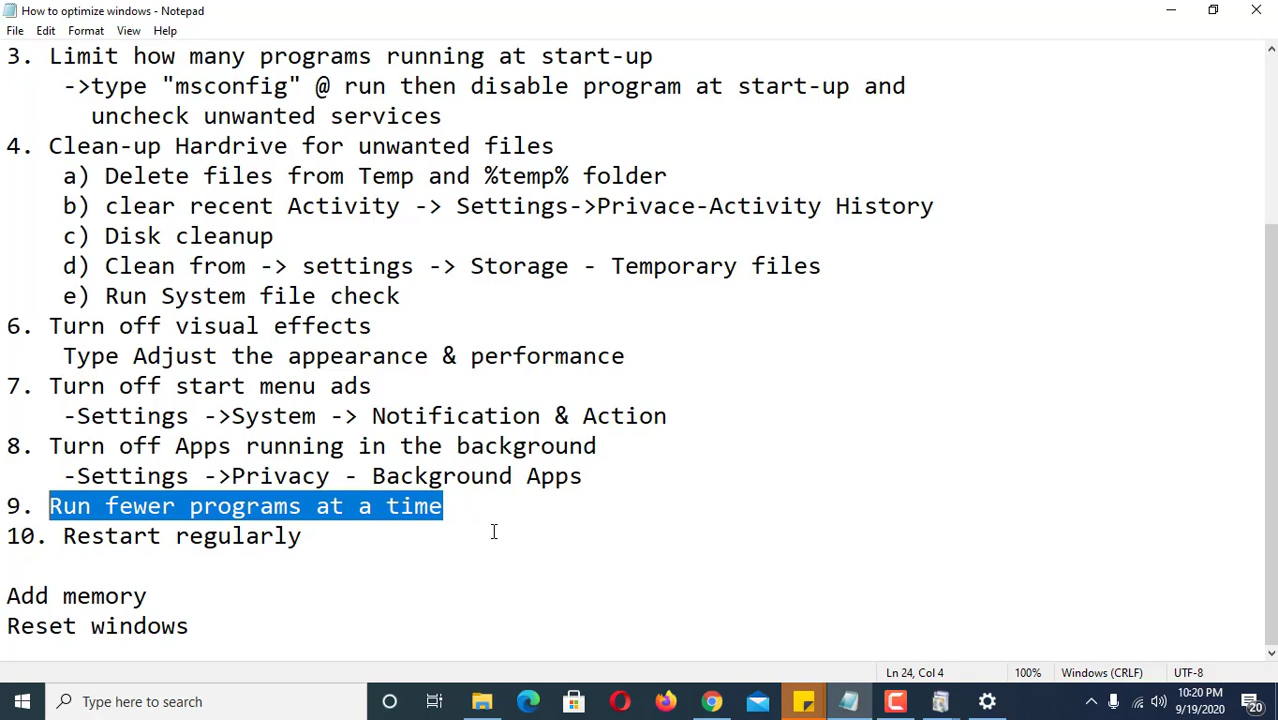 How to optimize windows - Notepad
File Edit Format View Help
3. Limit how many programs running at start-up
->type "msconfig" @ run then disable program at start-up and
uncheck unwanted services
4. Clean-up Hardrive for unwanted files
a) Delete files from Temp and %temp% folder
b) clear recent Activity -> Settings->Privace-Activity History
c) Disk cleanup
d) Clean from -> settings -> Storage - Temporary files
e) Run System file check
6. Turn off visual effects
Type Adjust the appearance & performance
7. Turn off start menu ads
-Settings ->System -> Notification & Action
8. Turn off Apps running in the background
-Settings ->Privacy - Background Apps
9. Run fewer programs at a time
10. Restart regularly
Add memory
Reset windows
Ln 24, Col 4 100% Windows (CRLF) UTF-8
Type here to search
10:20 PM
9/19/2020
20